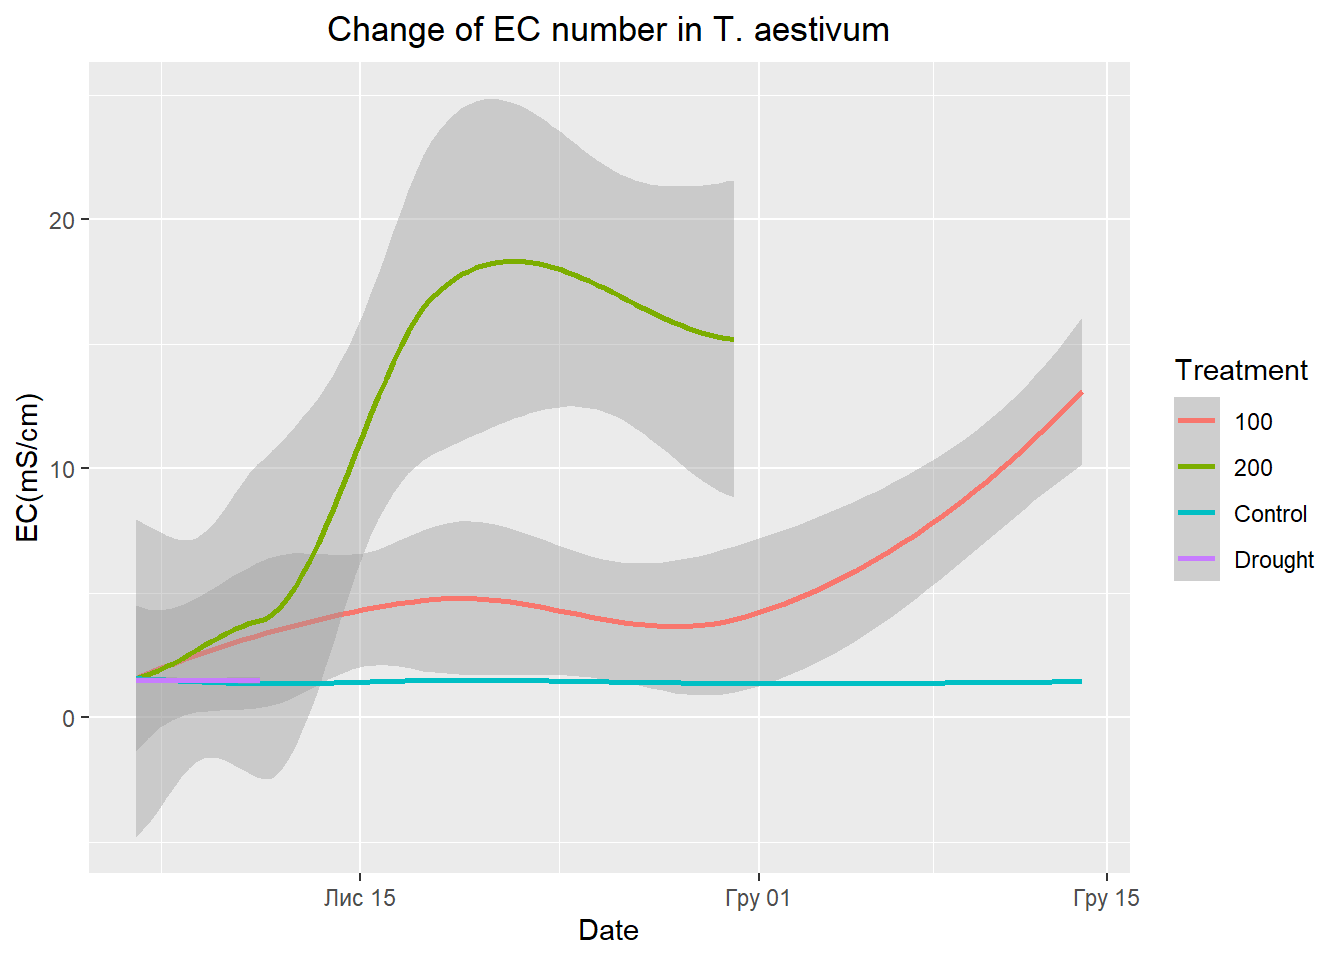 Change of EC number in T. aestivum
EC(mS/cm)
20
10
0
Лис 15
Гру 01
Гру 15
Date
Treatment
100
200
Control
Drought